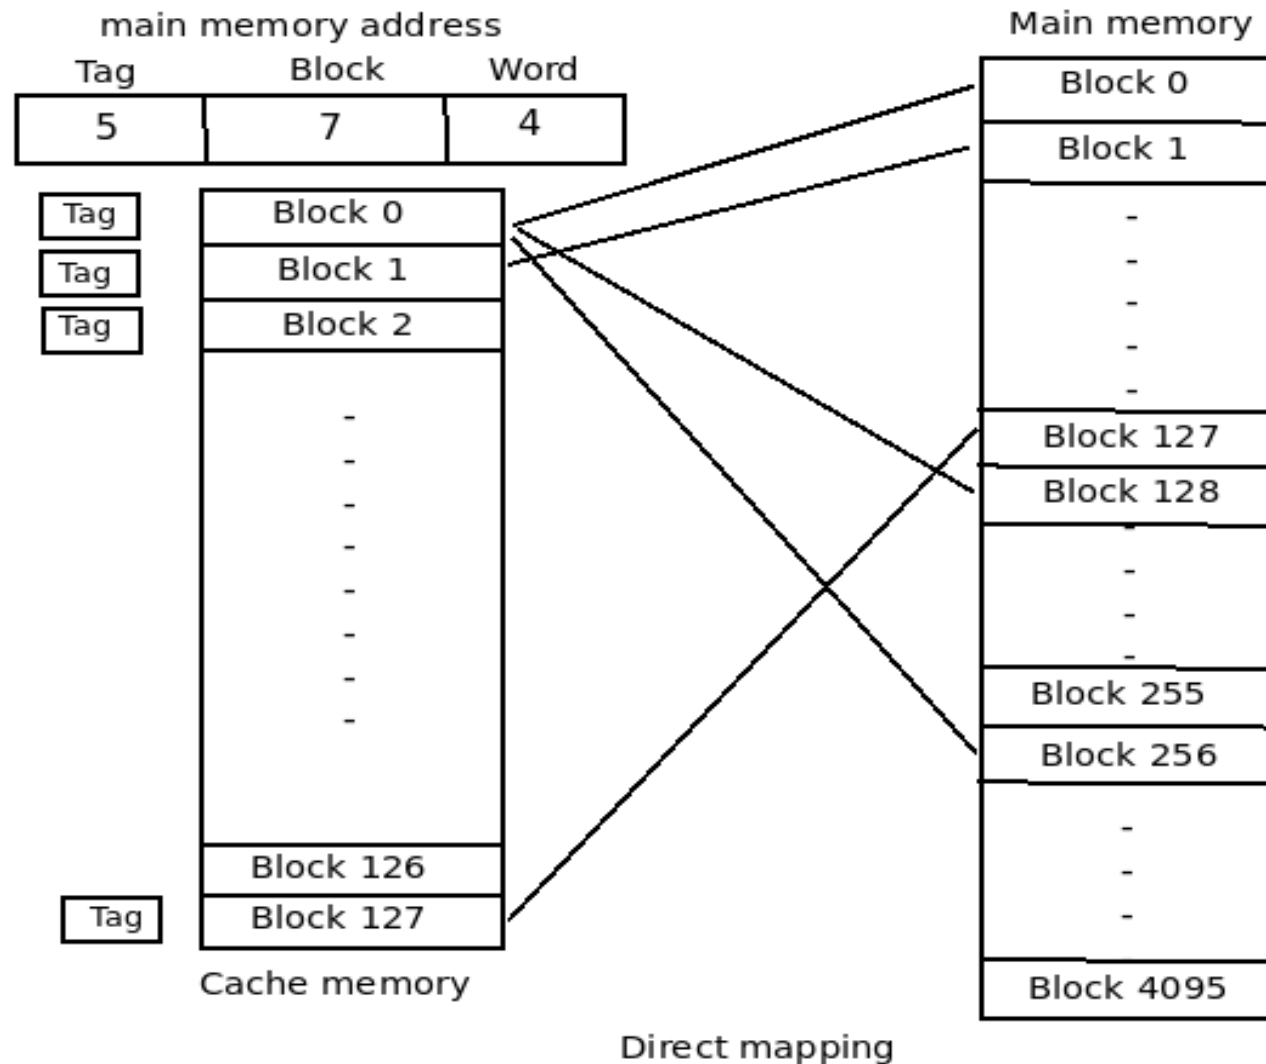 main memory address
Tag Block Word
5 7 4
Tag Block 0
Tag Block 1
Tag Block 2
-
-
-
-
-
-
-
-
Block 126
Tag Block 127
Cache memory
Main memory
Block 0
Block 1
-
-
-
-
-
Block 127
Block 128
-
-
-
-
Block 255
Block 256
-
-
-
Block 4095
Direct mapping